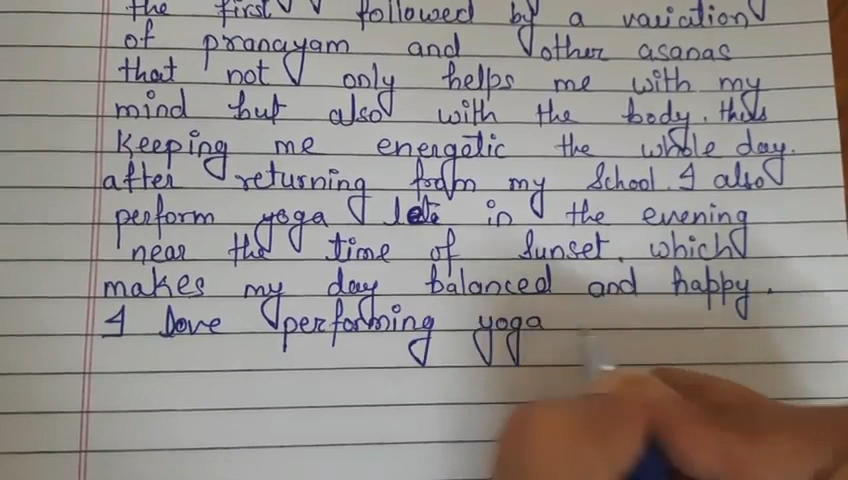 the first followed by a variation
of pranayam and other asanas
that not only helps me with my
mind but also with the body. thus
keeping me energetic the whole day.
after returning from my School. I also
perform yoga late in the evening
near the time of Sunset. which
makes my day balanced and happy.
I love performing yoga